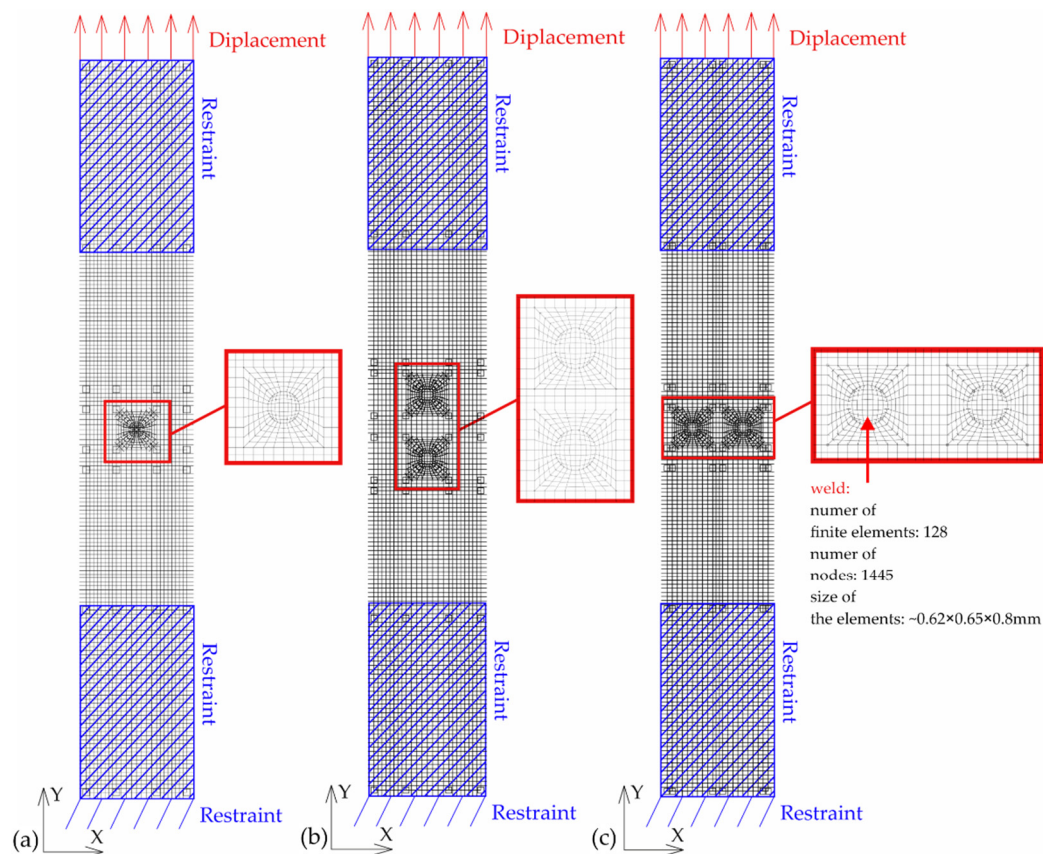 Diplacement
Restraint
Restraint
Restraint
Y
X
(a)
Diplacement
Restraint
Restraint
Restraint
Y
X
(b)
Diplacement
Restraint
Restraint
Restraint
Y
X
(c)
weld:
numer of
finite elements: 128
numer of
nodes: 1445
size of
the elements: ~0.62×0.65×0.8mm